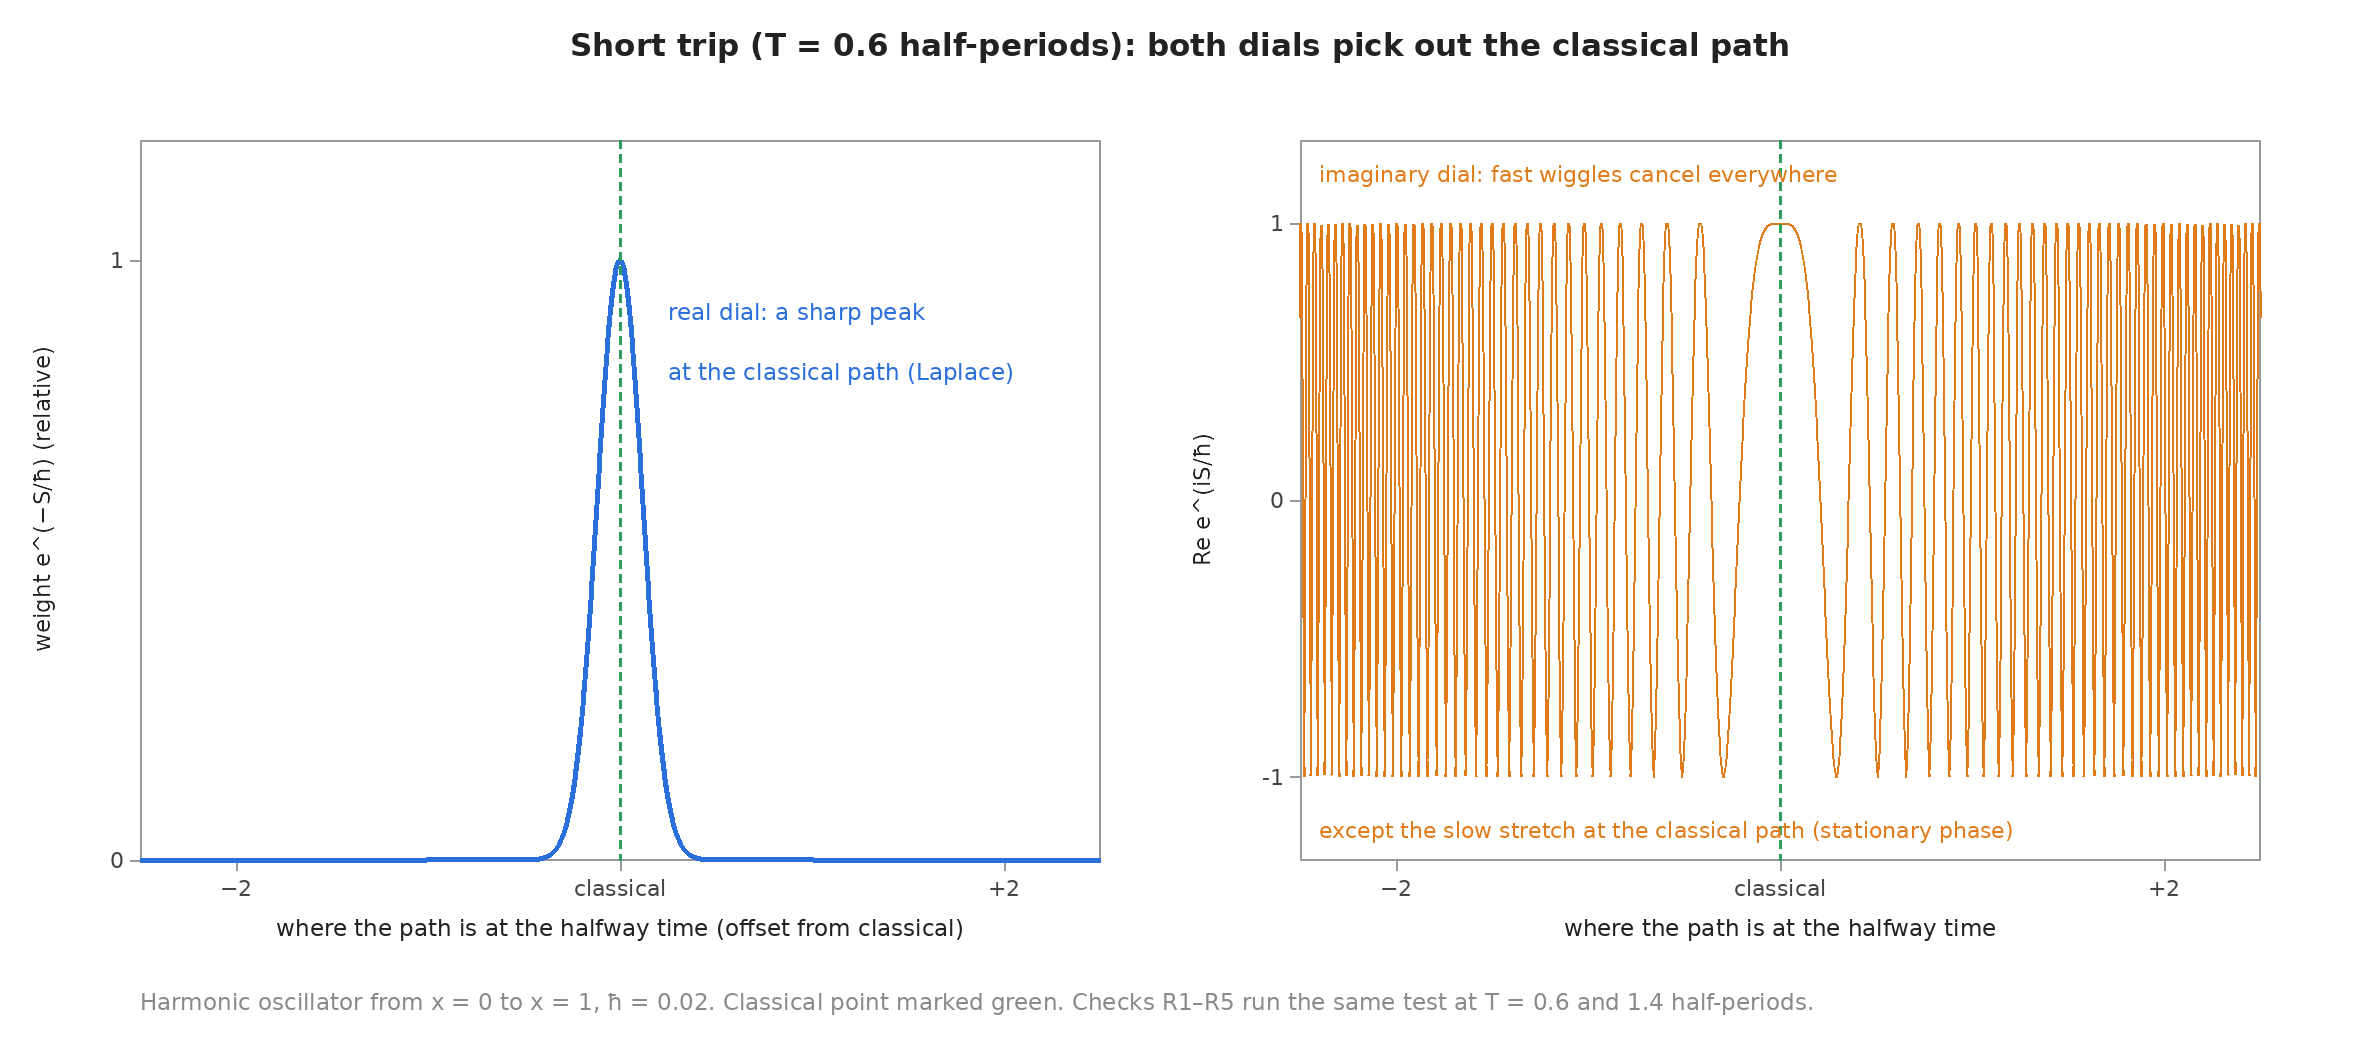 Short trip (T = 0.6 half-periods): both dials pick out the classical path
weight e^(−S/ħ) (relative)
1
0
real dial: a sharp peak
at the classical path (Laplace)
−2
classical
+2
where the path is at the halfway time (offset from classical)
Re e^(iS/ħ)
1
0
-1
imaginary dial: fast wiggles cancel everywhere
except the slow stretch at the classical path (stationary phase)
−2
classical
+2
where the path is at the halfway time
Harmonic oscillator from x = 0 to x = 1, ħ = 0.02. Classical point marked green. Checks R1–R5 run the same test at T = 0.6 and 1.4 half-periods.